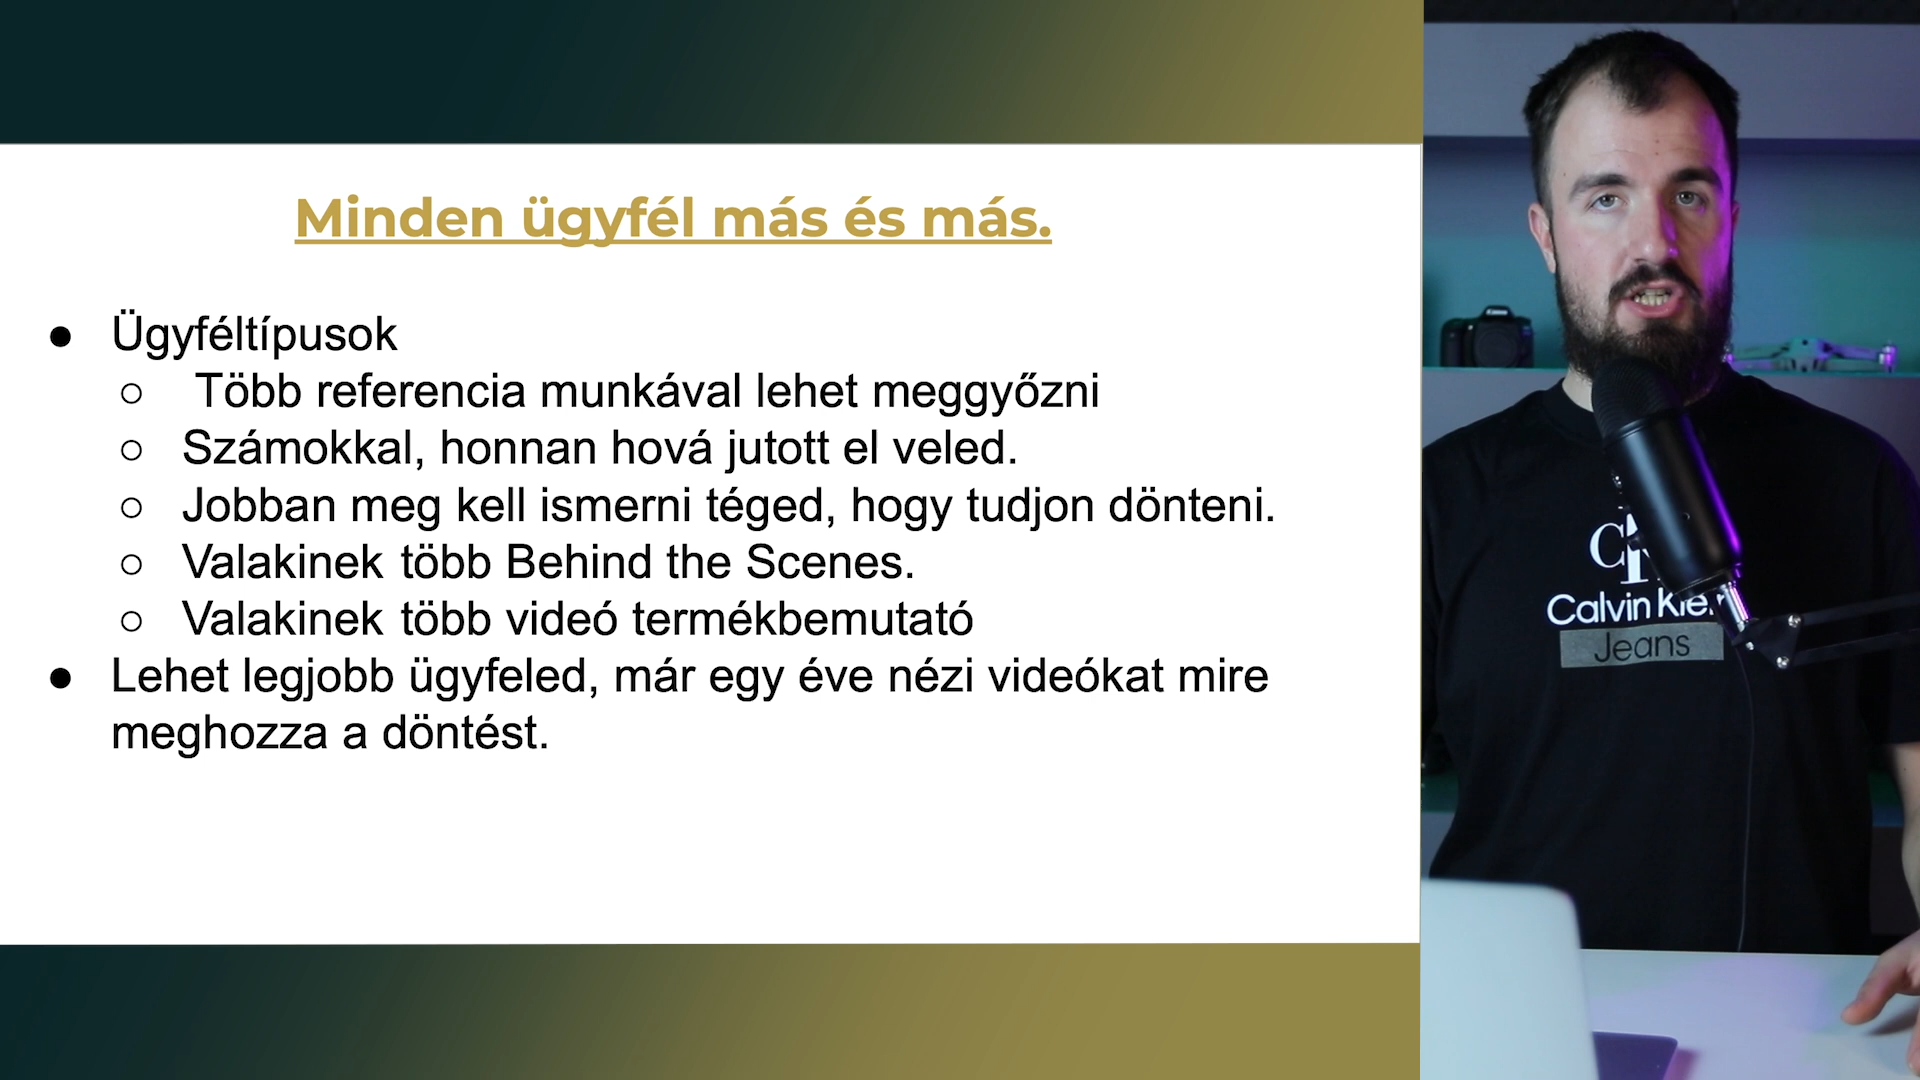 Minden ügyfél más és más.
● Ügyféltípusok
○ Több referencia munkával lehet meggyőzni
○ Számokkal, honnan hová jutott el veled.
○ Jobban meg kell ismerni téged, hogy tudjon dönteni.
○ Valakinek több Behind the Scenes.
○ Valakinek több videó termékbemutató
● Lehet legjobb ügyfeled, már egy éve nézi videókat mire
meghozza a döntést.
Calvin Klein
Jeans